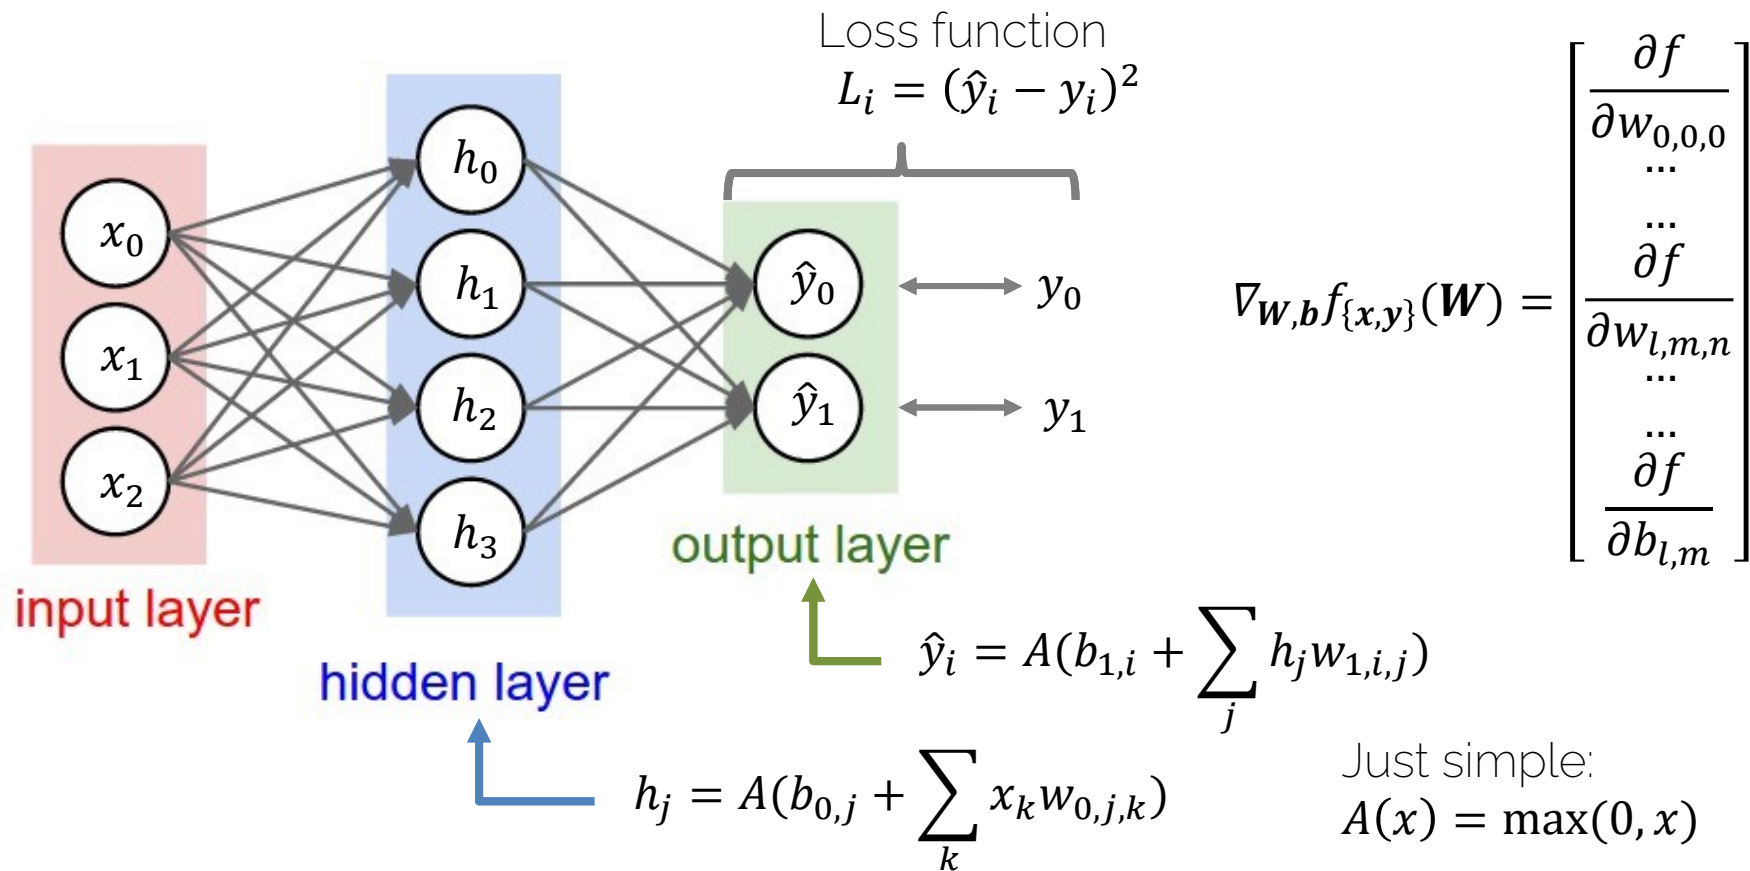 Loss function
L_i = (ŷ_i − y_i)^2
x_0
x_1
x_2
input layer
h_0
h_1
h_2
h_3
hidden layer
ŷ_0
ŷ_1
output layer
y_0
y_1
∇_{W,b} f_{{x,y}}(W) =
∂f
∂w_{0,0,0}
...
...
∂f
∂w_{l,m,n}
...
...
∂f
∂b_{l,m}
ŷ_i = A(b_{1,i} + ∑_j h_j w_{1,i,j})
h_j = A(b_{0,j} + ∑_k x_k w_{0,j,k})
Just simple:
A(x) = max(0, x)